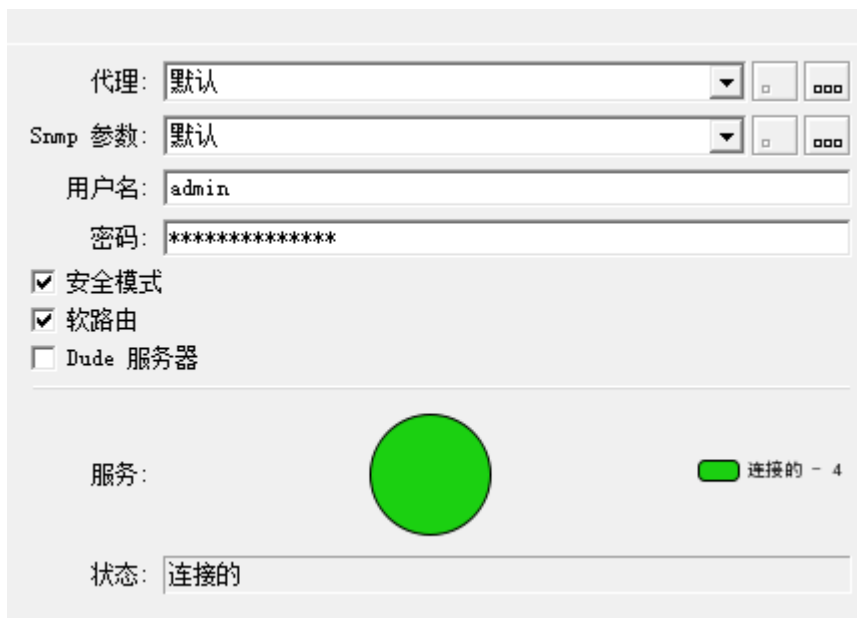 代理: 默认
Snmp 参数: 默认
用户名: admin
密码: **************
安全模式
软路由
Dude 服务器
服务: 连接的 - 4
状态: 连接的